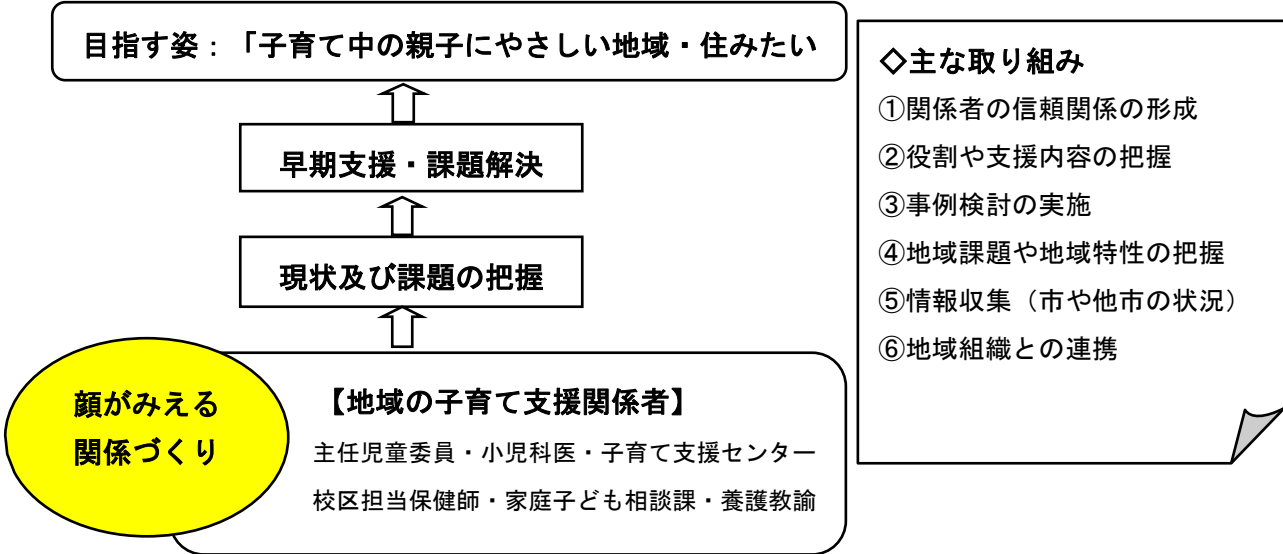 目指す姿：「子育て中の親子にやさしい地域・住みたい
早期支援・課題解決
現状及び課題の把握
顔がみえる
関係づくり
【地域の子育て支援関係者】
主任児童委員・小児科医・子育て支援センター
校区担当保健師・家庭子ども相談課・養護教諭
◇主な取り組み
①関係者の信頼関係の形成
②役割や支援内容の把握
③事例検討の実施
④地域課題や地域特性の把握
⑤情報収集（市や他市の状況）
⑥地域組織との連携